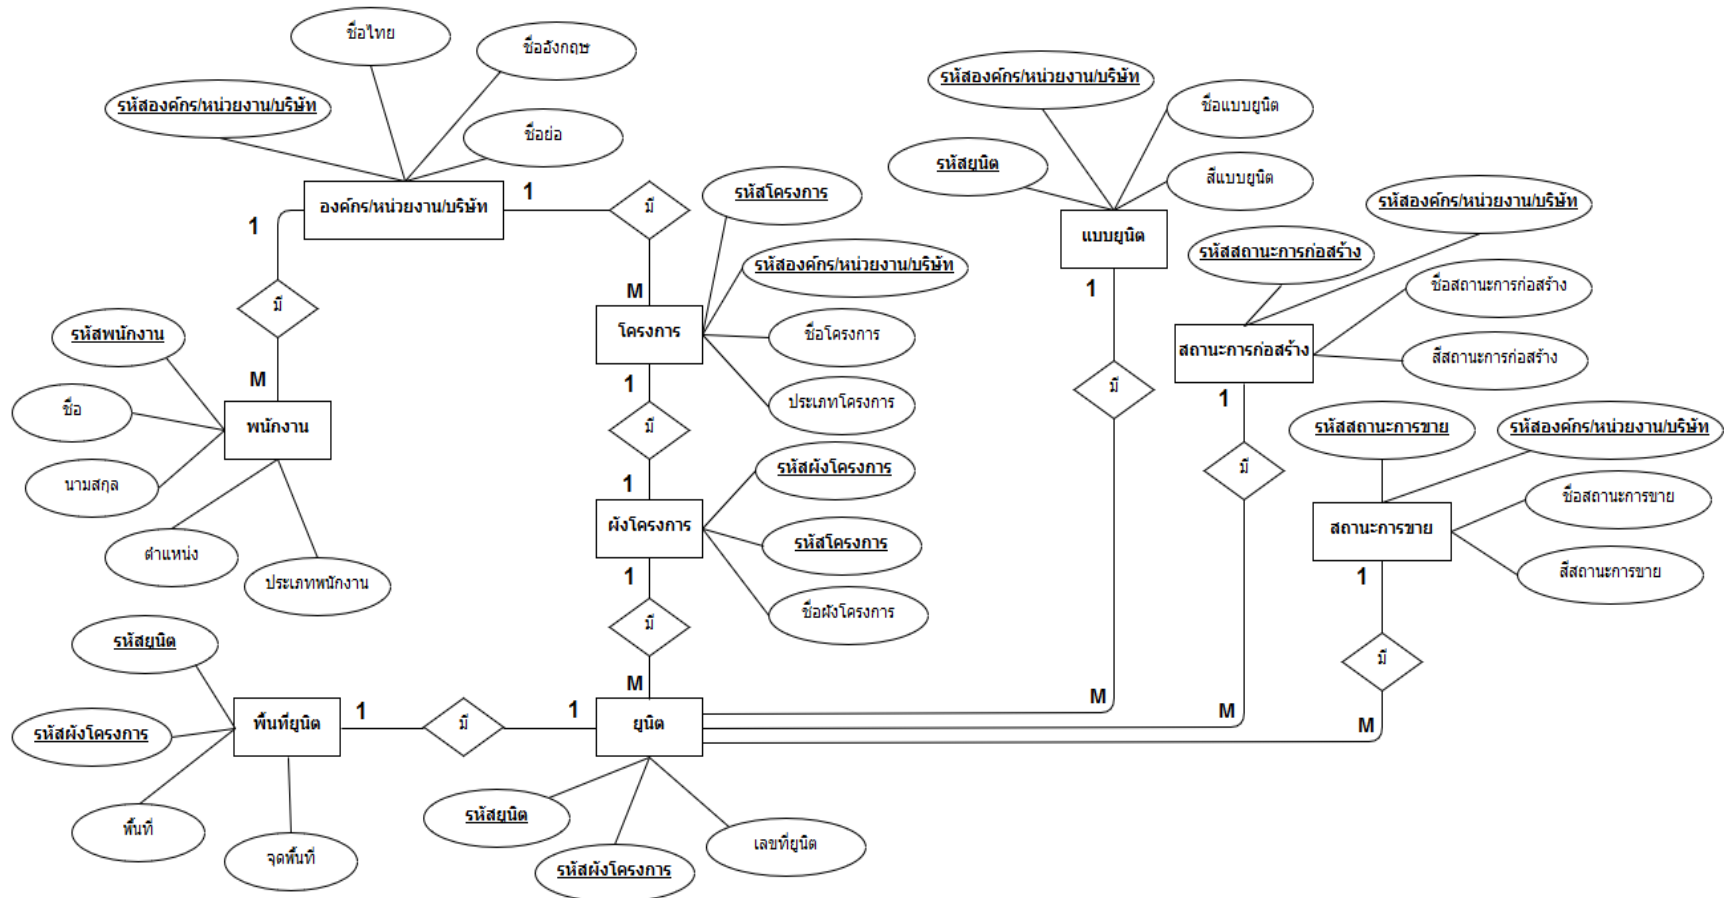 ชื่อไทย
ชื่ออังกฤษ
รหัสองค์กร/หน่วยงาน/บริษัท
ชื่อย่อ
องค์กร/หน่วยงาน/บริษัท
1
1
มี
มี
M
รหัสพนักงาน
ชื่อ
นามสกุล
พนักงาน
ตำแหน่ง
ประเภทพนักงาน
M
โครงการ
รหัสโครงการ
รหัสองค์กร/หน่วยงาน/บริษัท
ชื่อโครงการ
ประเภทโครงการ
1
มี
1
ผังโครงการ
รหัสผังโครงการ
รหัสโครงการ
ชื่อผังโครงการ
1
มี
M
รหัสยูนิต
รหัสผังโครงการ
พื้นที่ยูนิต
พื้นที่
จุดพื้นที่
1
มี
1
ยูนิต
รหัสยูนิต
รหัสผังโครงการ
เลขที่ยูนิต
รหัสองค์กร/หน่วยงาน/บริษัท
ชื่อแบบยูนิต
รหัสยูนิต
สีแบบยูนิต
แบบยูนิต
1
มี
M
รหัสองค์กร/หน่วยงาน/บริษัท
รหัสสถานะการก่อสร้าง
ชื่อสถานะการก่อสร้าง
สถานะการก่อสร้าง
สีสถานะการก่อสร้าง
1
มี
M
รหัสสถานะการขาย
รหัสองค์กร/หน่วยงาน/บริษัท
ชื่อสถานะการขาย
สถานะการขาย
สีสถานะการขาย
1
มี
M